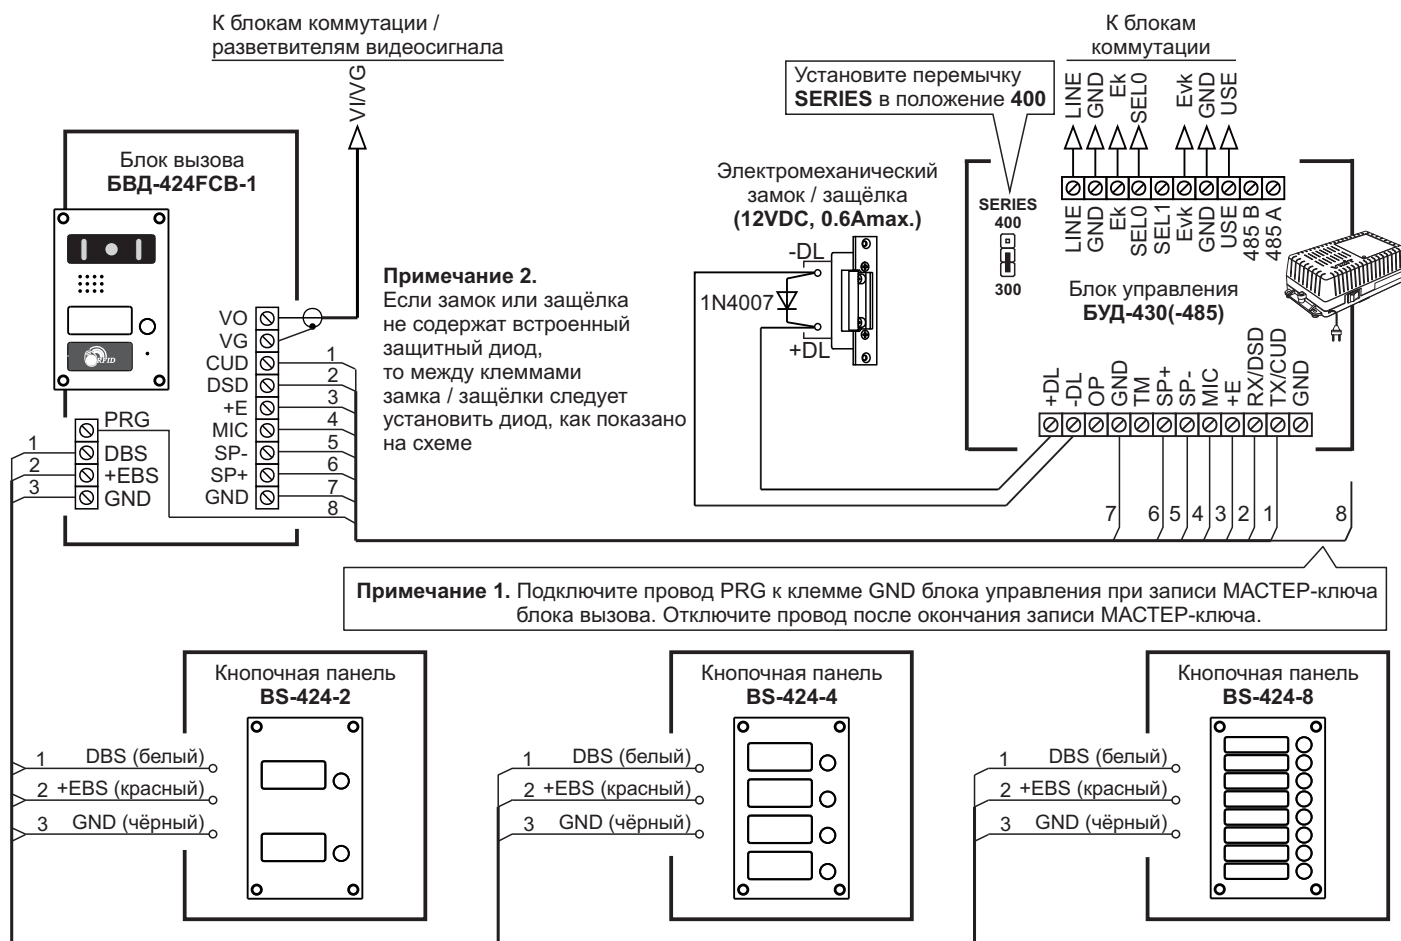 К блокам коммутации /
разветвителям видеосигнала
VI/VG
Блок вызова
БВД-424FCB-1
RFID
VO
VG
CUD
DSD
+E
MIC
SP-
SP+
GND
1
2
3
4
5
6
7
8
PRG
DBS
+EBS
GND
1
2
3
Примечание 2.
Если замок или защёлка
не содержат встроенный
защитный диод,
то между клеммами
замка / защёлки следует
установить диод, как показано
на схеме
Электромеханический
замок / защёлка
(12VDC, 0.6Amax.)
-DL
1N4007
+DL
Установите перемычку
SERIES в положение 400
SERIES
400
300
К блокам
коммутации
LINE
GND
Ek
SEL0
Evk
GND
USE
LINE
GND
Ek
SEL0
SEL1
Evk
GND
USE
485 B
485 A
Блок управления
БУД-430(-485)
+DL
-DL
OP
GND
TM
SP+
SP-
MIC
+E
RX/DSD
TX/CUD
GND
7
6
5
4
3
2
1
8
Примечание 1. Подключите провод PRG к клемме GND блока управления при записи МАСТЕР-ключа
блока вызова. Отключите провод после окончания записи МАСТЕР-ключа.
Кнопочная панель
BS-424-2
1 DBS (белый)
2 +EBS (красный)
3 GND (чёрный)
Кнопочная панель
BS-424-4
1 DBS (белый)
2 +EBS (красный)
3 GND (чёрный)
Кнопочная панель
BS-424-8
1 DBS (белый)
2 +EBS (красный)
3 GND (чёрный)